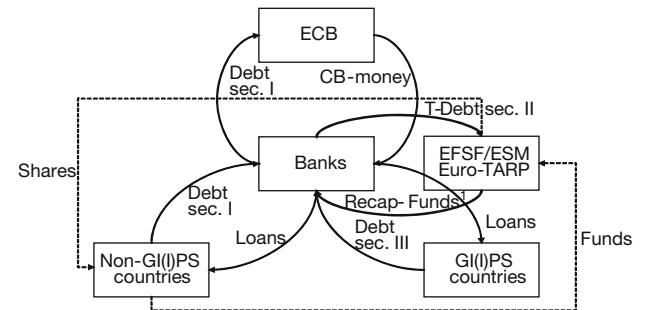 ECB
Debt
sec. I
CB-money
T-Debt sec. II
Banks
EFSF/ESM
Euro-TARP
Shares
Debt
sec. I
Recap- Funds¹
Loans
Debt
sec. III
Loans
Funds
Non-GI(I)PS
countries
GI(I)PS
countries